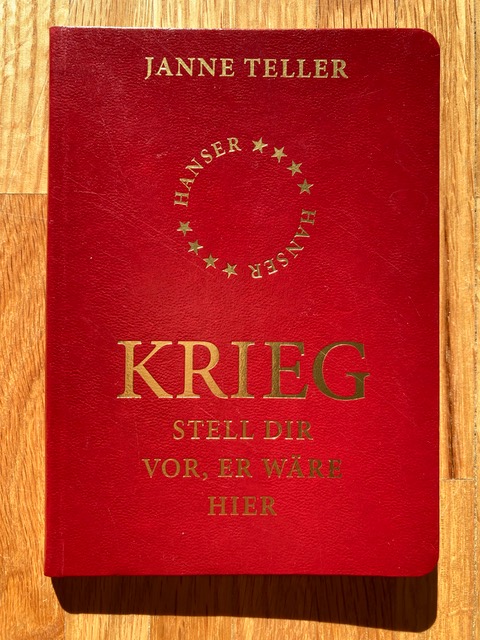 JANNE TELLER
HANSER ★★★★
HANSER ★★★★
KRIEG
STELL DIR
VOR, ER WÄRE
HIER